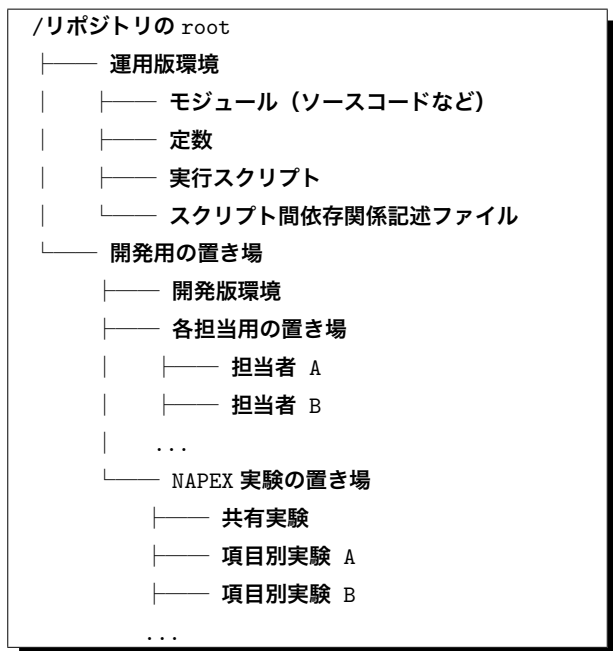 /リポジトリの root
├── 運用版環境
│   ├── モジュール（ソースコードなど）
│   ├── 定数
│   ├── 実行スクリプト
│   └── スクリプト間依存関係記述ファイル
└── 開発用の置き場
    ├── 開発版環境
    ├── 各担当用の置き場
    │   ├── 担当者 A
    │   ├── 担当者 B
    │   ...
    └── NAPEX 実験の置き場
        ├── 共有実験
        ├── 項目別実験 A
        ├── 項目別実験 B
        ...